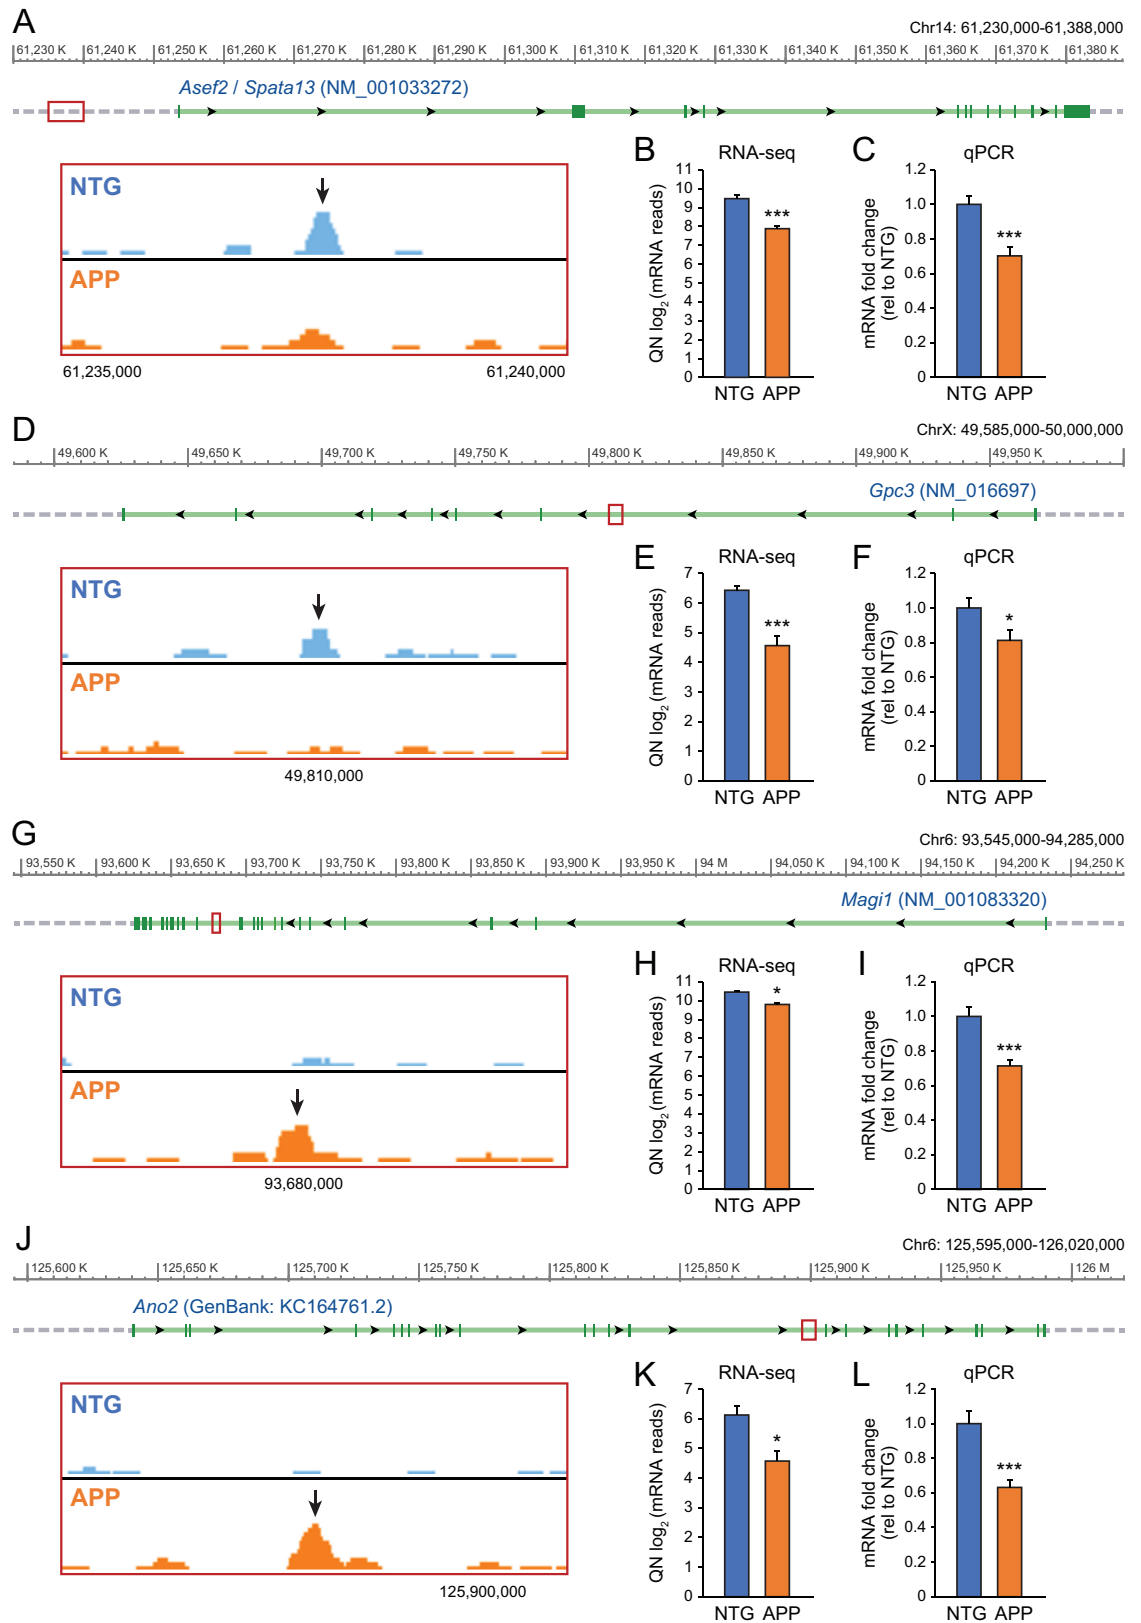 A
Chr14: 61,230,000-61,388,000
61,230 K 61,240 K 61,250 K 61,260 K 61,270 K 61,280 K 61,290 K 61,300 K 61,310 K 61,320 K 61,330 K 61,340 K 61,350 K 61,360 K 61,370 K 61,380 K
Asef2 / Spata13 (NM_001033272)
NTG
APP
61,235,000 61,240,000
B
RNA-seq
QN log2 (mRNA reads)
11
10
9
8
7
6
5
4
3
2
1
0
***
NTG APP
C
qPCR
mRNA fold change
(rel to NTG)
1.2
1.0
0.8
0.6
0.4
0.2
0
***
NTG APP
D
ChrX: 49,585,000-50,000,000
49,600 K 49,650 K 49,700 K 49,750 K 49,800 K 49,850 K 49,900 K 49,950 K
Gpc3 (NM_016697)
NTG
APP
49,810,000
E
RNA-seq
QN log2 (mRNA reads)
7
6
5
4
3
2
1
0
***
NTG APP
F
qPCR
mRNA fold change
(rel to NTG)
1.2
1.0
0.8
0.6
0.4
0.2
0
*
NTG APP
G
Chr6: 93,545,000-94,285,000
93,550 K 93,600 K 93,650 K 93,700 K 93,750 K 93,800 K 93,850 K 93,900 K 93,950 K 94 M 94,050 K 94,100 K 94,150 K 94,200 K 94,250 K
Magi1 (NM_001083320)
NTG
APP
93,680,000
H
RNA-seq
QN log2 (mRNA reads)
11
10
9
8
7
6
5
4
3
2
1
0
*
NTG APP
I
qPCR
mRNA fold change
(rel to NTG)
1.2
1.0
0.8
0.6
0.4
0.2
0
***
NTG APP
J
Chr6: 125,595,000-126,020,000
125,600 K 125,650 K 125,700 K 125,750 K 125,800 K 125,850 K 125,900 K 125,950 K 126 M
Ano2 (GenBank: KC164761.2)
NTG
APP
125,900,000
K
RNA-seq
QN log2 (mRNA reads)
7
6
5
4
3
2
1
0
*
NTG APP
L
qPCR
mRNA fold change
(rel to NTG)
1.2
1.0
0.8
0.6
0.4
0.2
0
***
NTG APP